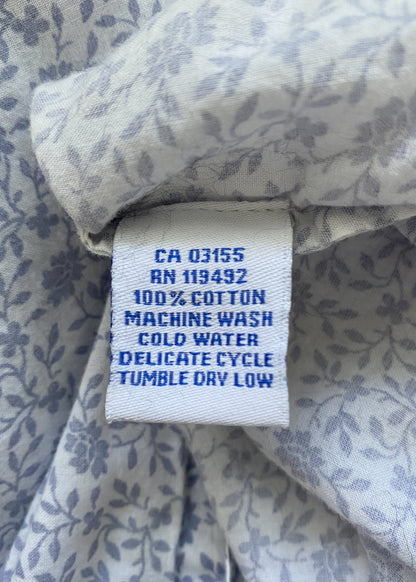 CA 03155
RN 119492
100% COTTON
MACHINE WASH
COLD WATER
DELICATE CYCLE
TUMBLE DRY LOW